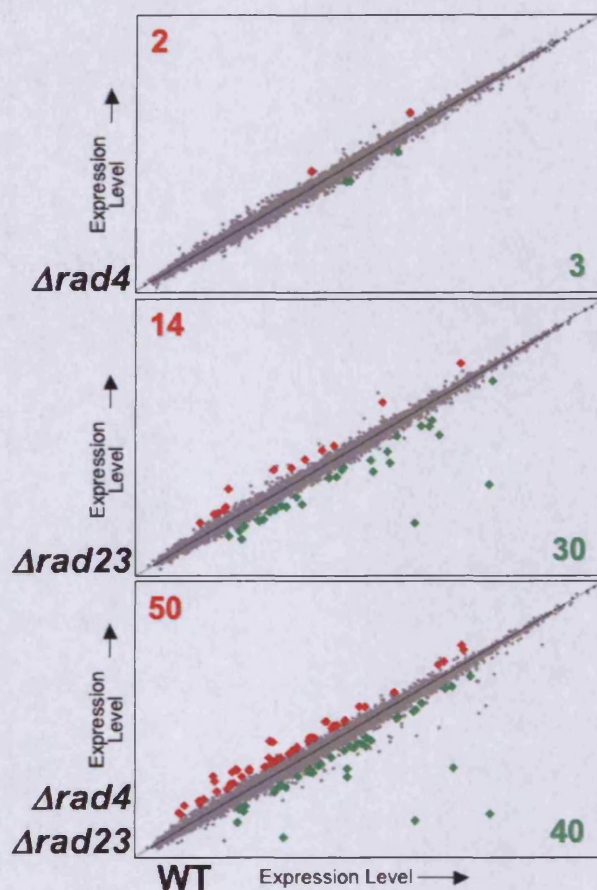 2
Expression
Level
Δrad4
3
14
Expression
Level
Δrad23
30
50
Expression
Level
Δrad4
Δrad23
40
WT
Expression Level